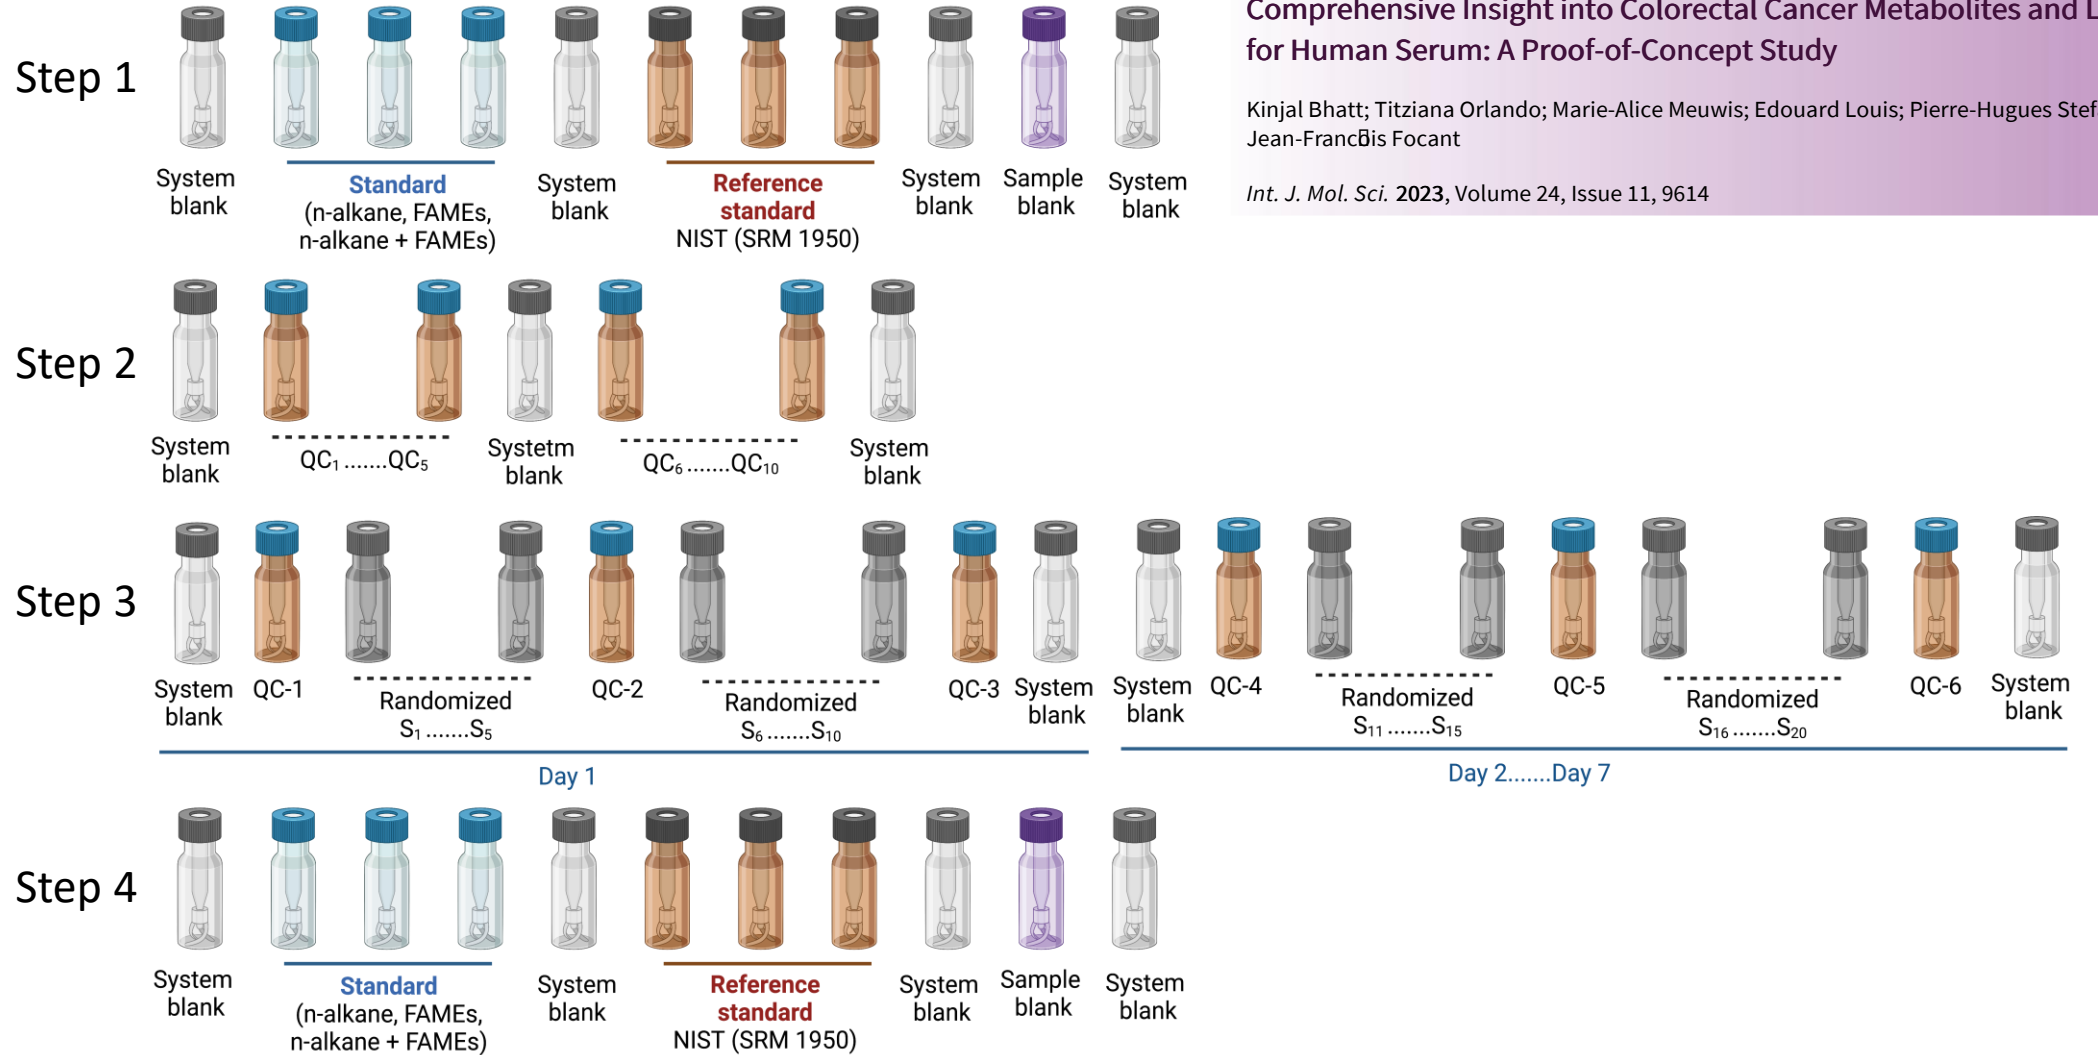 Comprehensive Insight into Colorectal Cancer Metabolites and L
for Human Serum: A Proof-of-Concept Study
Kinjal Bhatt; Titziana Orlando; Marie-Alice Meuwis; Edouard Louis; Pierre-Hugues Stef
Jean-François Focant
Int. J. Mol. Sci. 2023, Volume 24, Issue 11, 9614
Step 1
System
blank
Standard
(n-alkane, FAMEs,
n-alkane + FAMEs)
System
blank
Reference
standard
NIST (SRM 1950)
System
blank
Sample
blank
System
blank
Step 2
System
blank
QC₁.......QC₅
Systetm
blank
QC₆.......QC₁₀
System
blank
Step 3
System
blank
QC-1
Randomized
S₁.......S₅
QC-2
Randomized
S₆.......S₁₀
QC-3
System
blank
Day 1
System
blank
QC-4
Randomized
S₁₁.......S₁₅
QC-5
Randomized
S₁₆.......S₂₀
QC-6
System
blank
Day 2.......Day 7
Step 4
System
blank
Standard
(n-alkane, FAMEs,
n-alkane + FAMEs)
System
blank
Reference
standard
NIST (SRM 1950)
System
blank
Sample
blank
System
blank